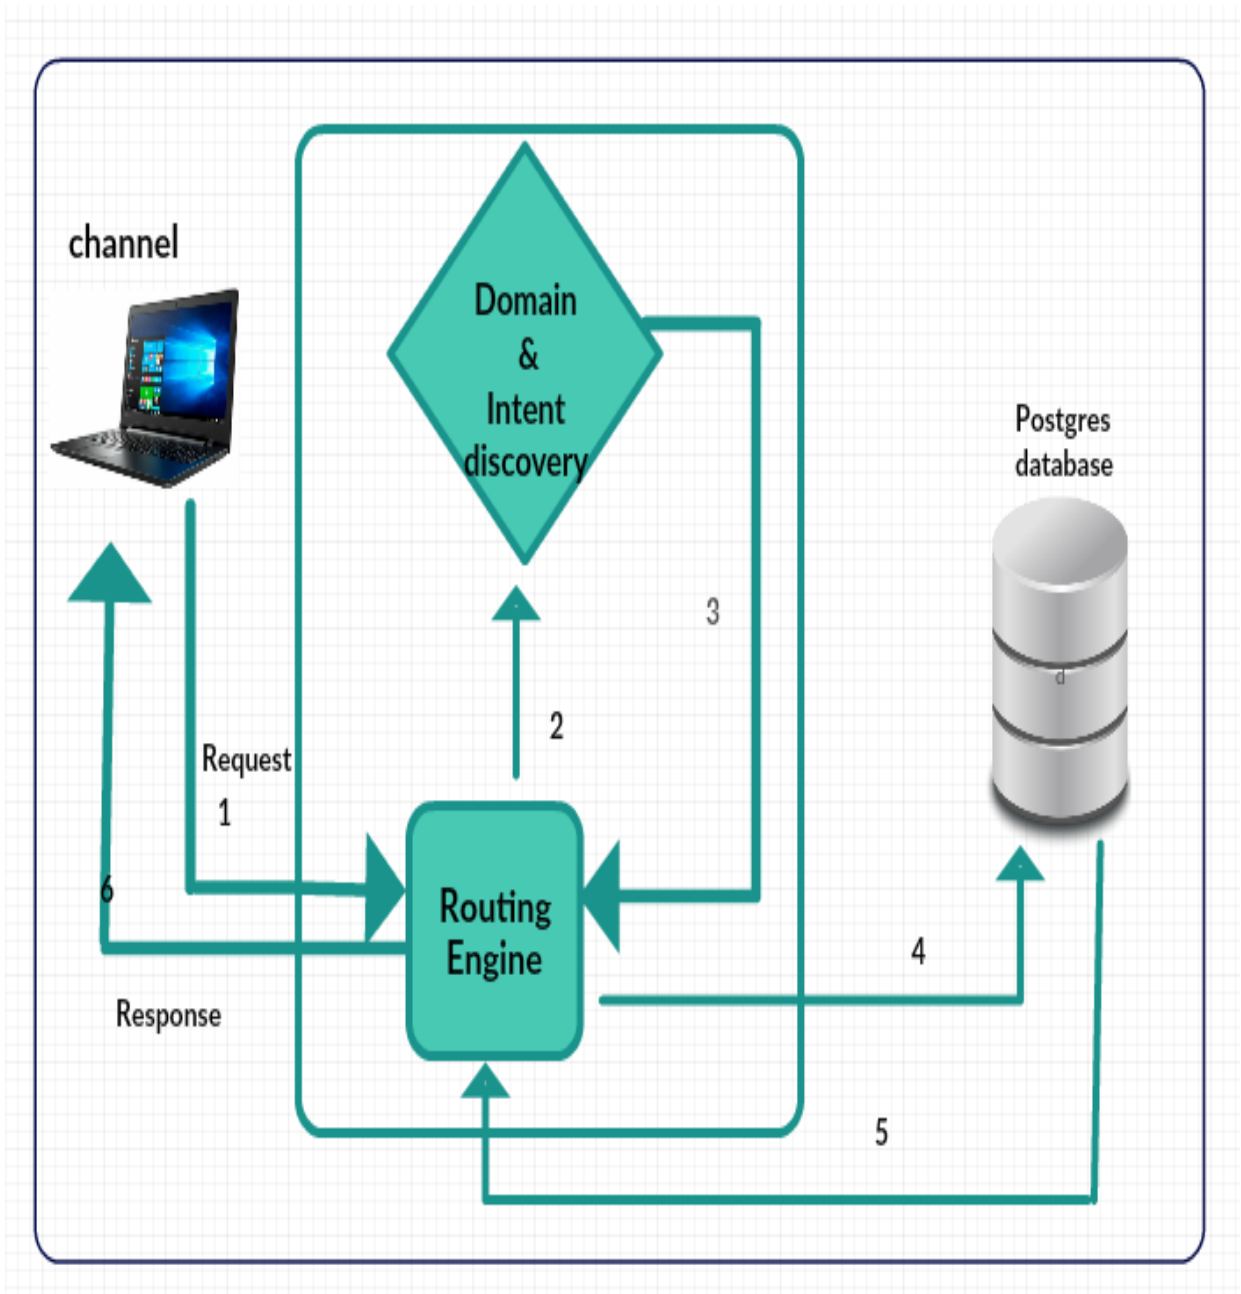 channel
Domain
&
Intent
discovery
Postgres
database
d
3
2
Request
1
6
Routing
Engine
4
Response
5